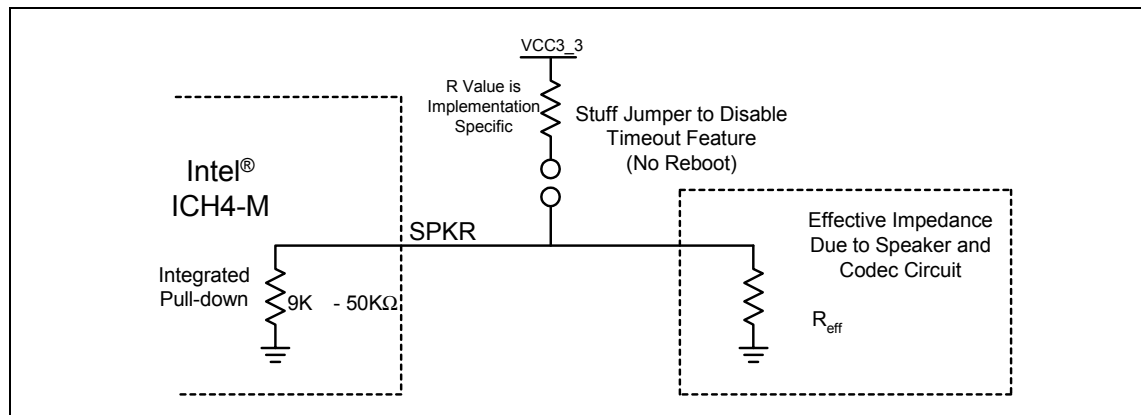 VCC3_3
R Value is
Implementation
Specific
Stuff Jumper to Disable
Timeout Feature
(No Reboot)
Intel®
ICH4-M
SPKR
Integrated
Pull-down
9K - 50KΩ
Effective Impedance
Due to Speaker and
Codec Circuit
Reff